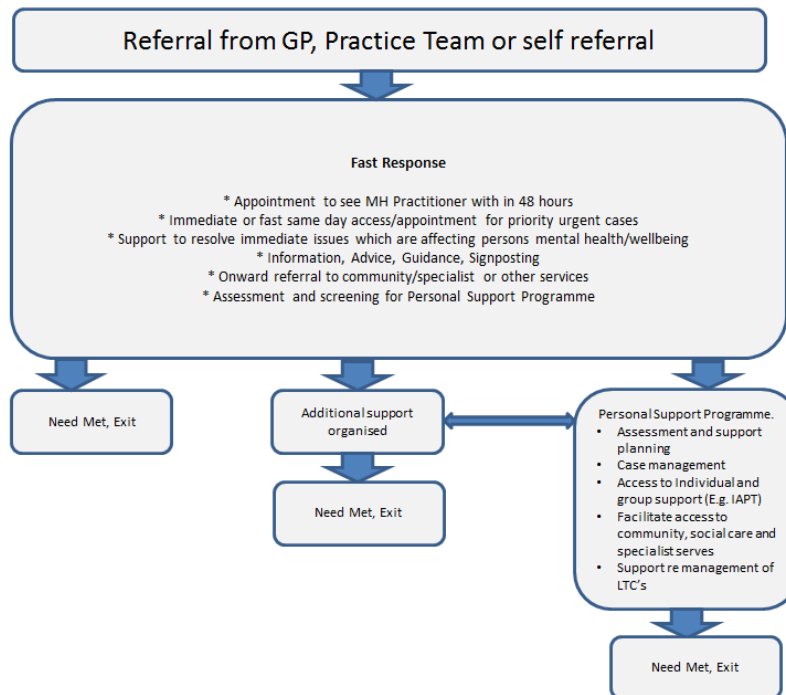 Referral from GP, Practice Team or self referral
Fast Response
* Appointment to see MH Practitioner with in 48 hours
* Immediate or fast same day access/appointment for priority urgent cases
* Support to resolve immediate issues which are affecting persons mental health/wellbeing
* Information, Advice, Guidance, Signposting
* Onward referral to community/specialist or other services
* Assessment and screening for Personal Support Programme
Need Met, Exit
Additional support
organised
Need Met, Exit
Personal Support Programme.
• Assessment and support
planning
• Case management
• Access to Individual and
group support (E.g. IAPT)
• Facilitate access to
community, social care and
specialist serves
• Support re management of
LTC's
Need Met, Exit